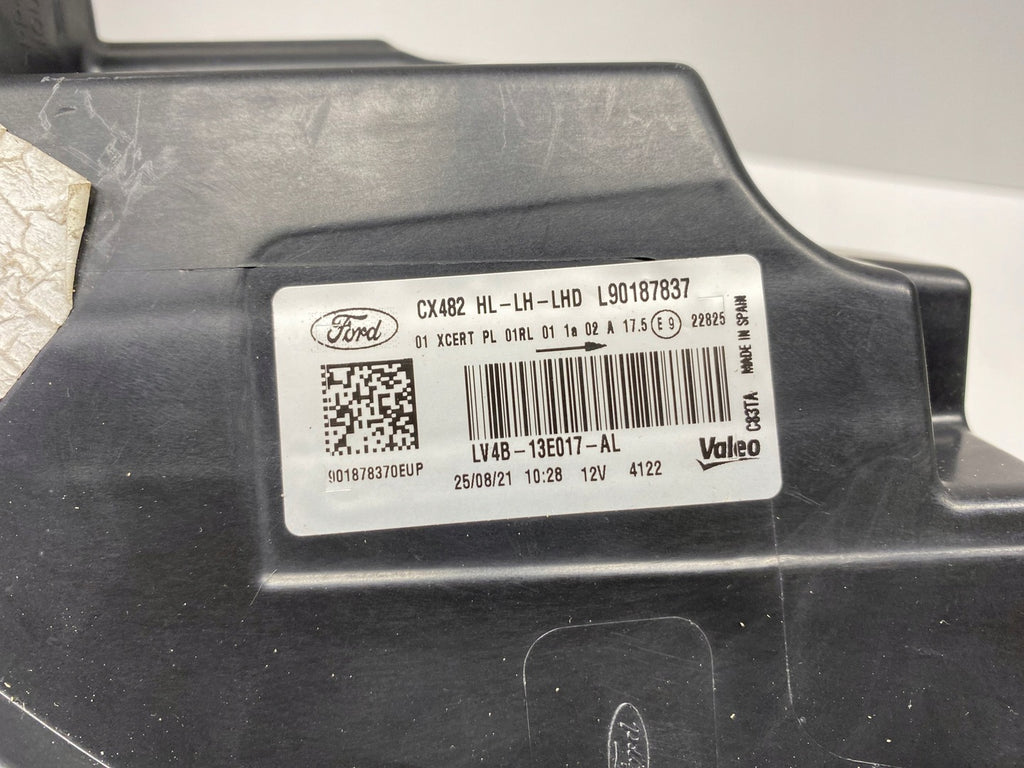 Ford
CX482 HL-LH-LHD L90187837
01 XCERT PL 01RL 01 1a 02 A 17.5 E9 22825
MADE IN SPAIN
C83TA
LV4B-13E017-AL
Valeo
901878370EUP
25/08/21 10:28 12V 4122
Ford